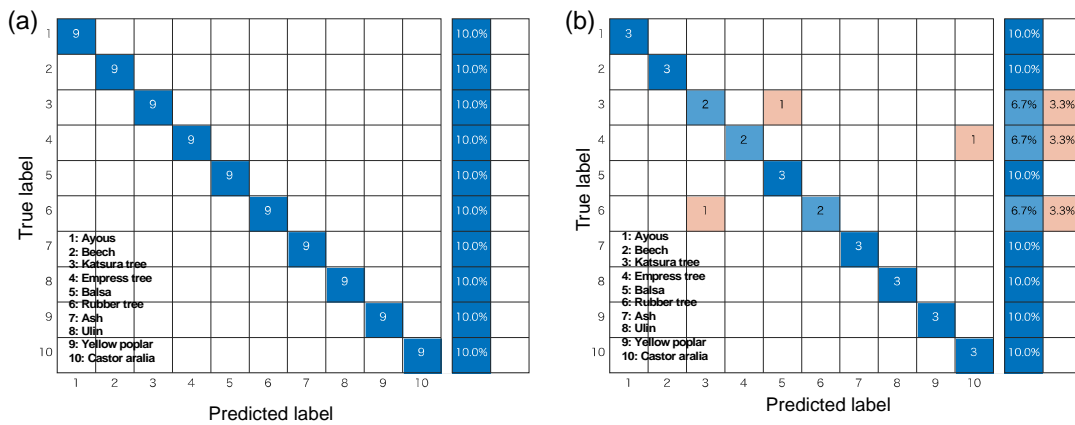 (a)
1 9 10.0%
2 9 10.0%
3 9 10.0%
4 9 10.0%
5 9 10.0%
6 9 10.0%
7 9 10.0%
8 9 10.0%
9 9 10.0%
10 9 10.0%
True label
1: Ayous
2: Beech
3: Katsura tree
4: Empress tree
5: Balsa
6: Rubber tree
7: Ash
8: Ulin
9: Yellow poplar
10: Castor aralia
1 2 3 4 5 6 7 8 9 10
Predicted label
(b)
1 3 10.0%
2 3 10.0%
3 2 1 6.7% 3.3%
4 2 1 6.7% 3.3%
5 3 10.0%
6 1 2 6.7% 3.3%
7 3 10.0%
8 3 10.0%
9 3 10.0%
10 3 10.0%
True label
1: Ayous
2: Beech
3: Katsura tree
4: Empress tree
5: Balsa
6: Rubber tree
7: Ash
8: Ulin
9: Yellow poplar
10: Castor aralia
1 2 3 4 5 6 7 8 9 10
Predicted label